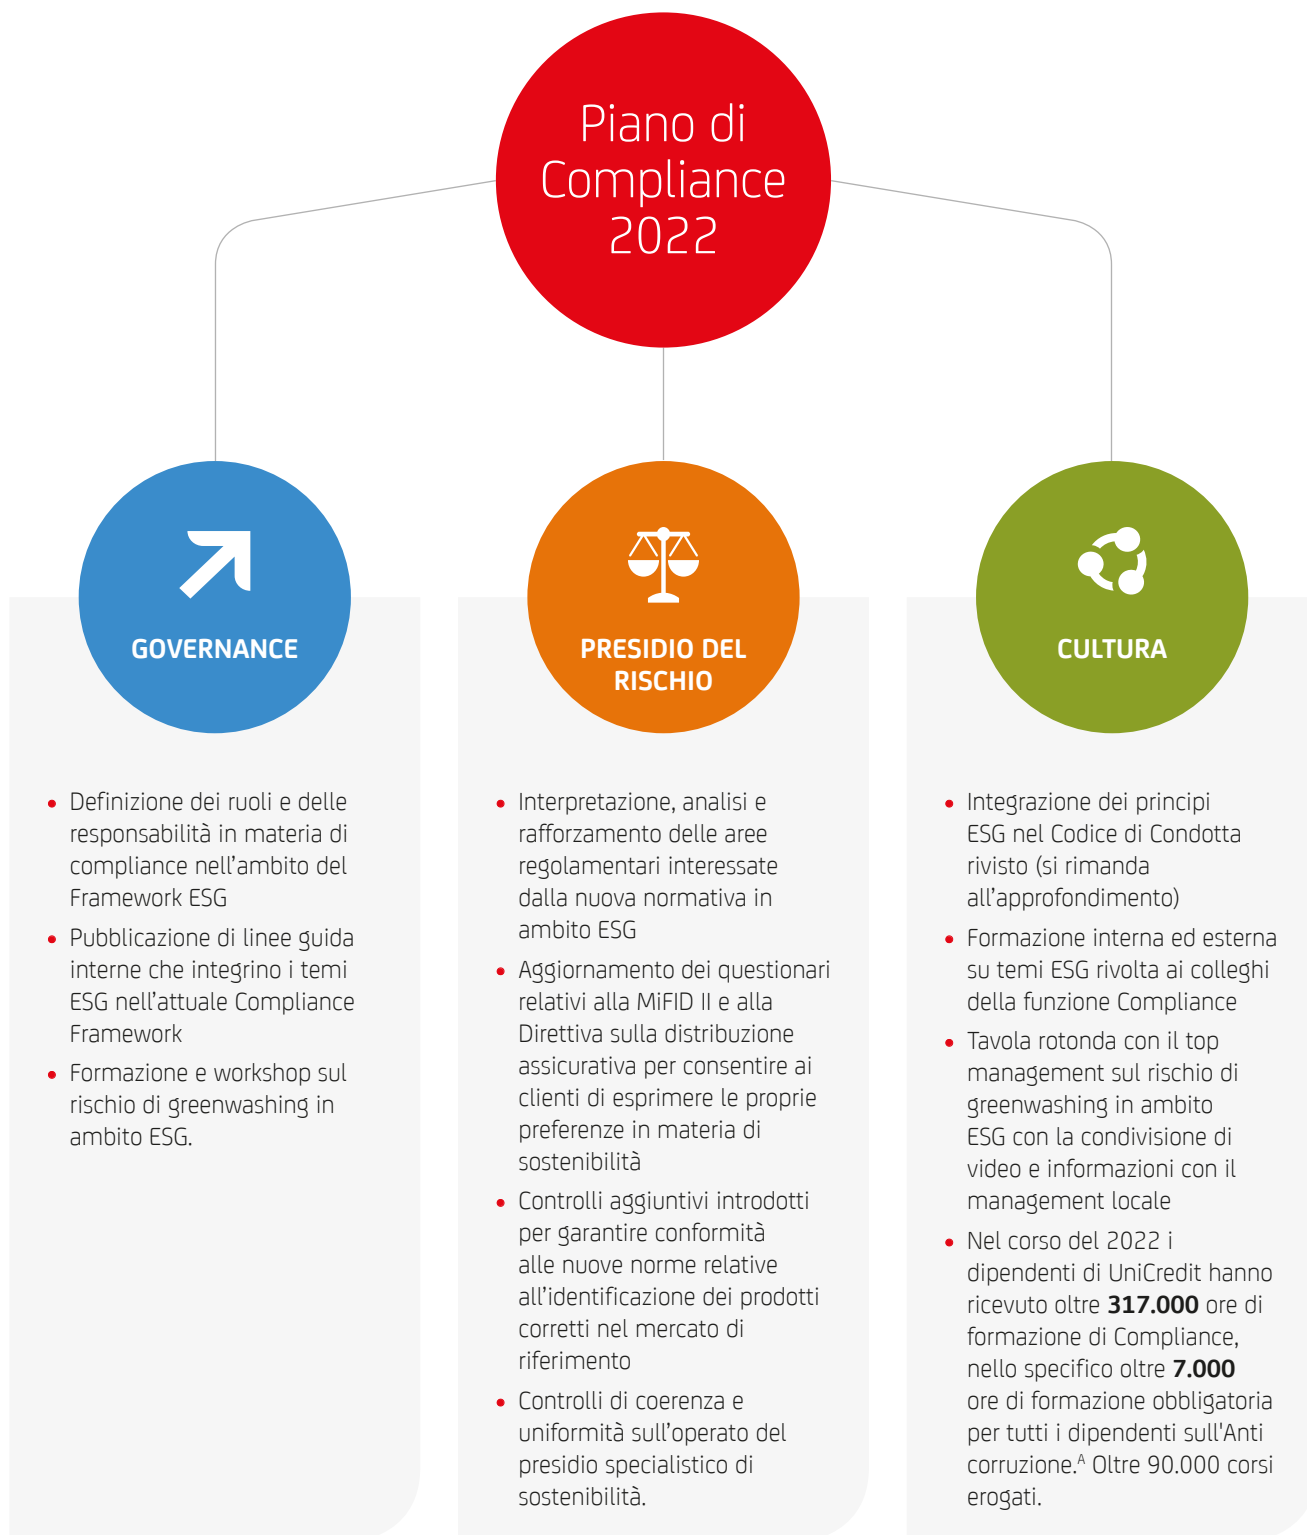 Piano di
Compliance
2022
GOVERNANCE
• Definizione dei ruoli e delle
responsabilità in materia di
compliance nell'ambito del
Framework ESG
• Pubblicazione di linee guida
interne che integrino i temi
ESG nell'attuale Compliance
Framework
• Formazione e workshop sul
rischio di greenwashing in
ambito ESG.
PRESIDIO DEL
RISCHIO
• Interpretazione, analisi e
rafforzamento delle aree
regolamentari interessate
dalla nuova normativa in
ambito ESG
• Aggiornamento dei questionari
relativi alla MiFID II e alla
Direttiva sulla distribuzione
assicurativa per consentire ai
clienti di esprimere le proprie
preferenze in materia di
sostenibilità
• Controlli aggiuntivi introdotti
per garantire conformità
alle nuove norme relative
all'identificazione dei prodotti
corretti nel mercato di
riferimento
• Controlli di coerenza e
uniformità sull'operato del
presidio specialistico di
sostenibilità.
CULTURA
• Integrazione dei principi
ESG nel Codice di Condotta
rivisto (si rimanda
all'approfondimento)
• Formazione interna ed esterna
su temi ESG rivolta ai colleghi
della funzione Compliance
• Tavola rotonda con il top
management sul rischio di
greenwashing in ambito
ESG con la condivisione di
video e informazioni con il
management locale
• Nel corso del 2022 i
dipendenti di UniCredit hanno
ricevuto oltre 317.000 ore di
formazione di Compliance,
nello specifico oltre 7.000
ore di formazione obbligatoria
per tutti i dipendenti sull'Anti
corruzione.ᴬ Oltre 90.000 corsi
erogati.